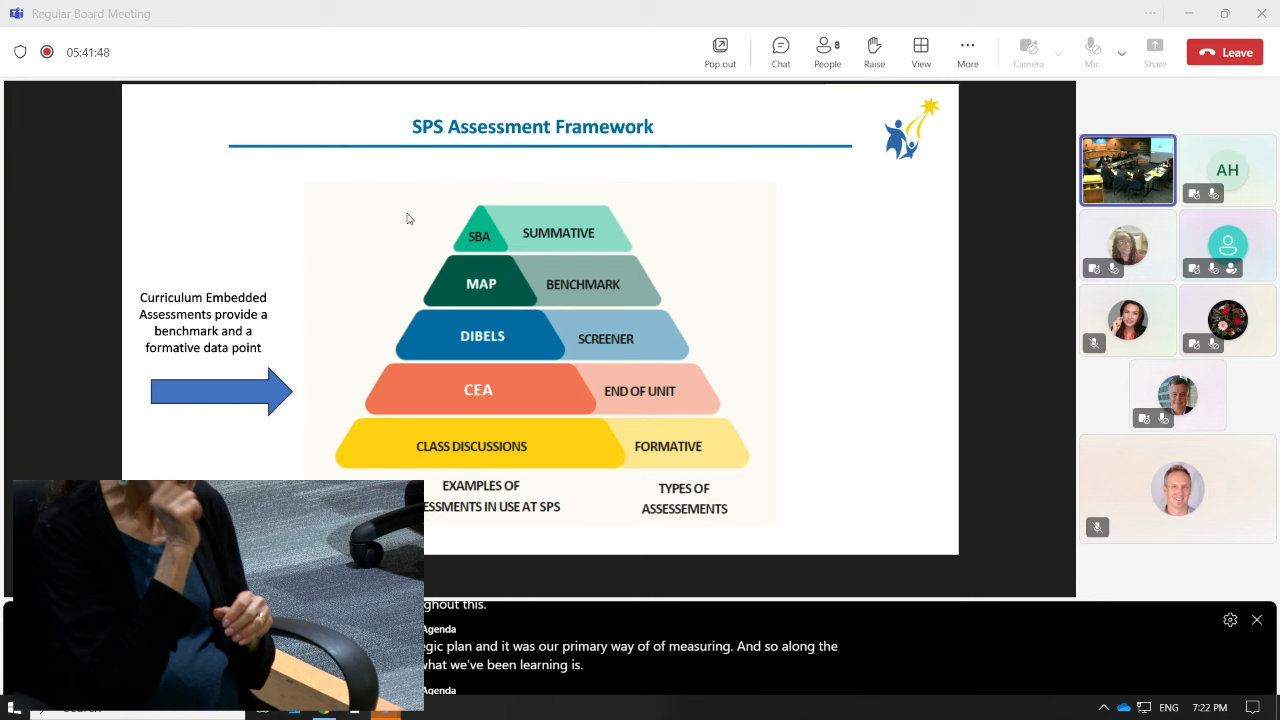 Regular Board Meeting
05:41:48
Pop out
Chat
8
People
Raise
View
More
Camera
Mic
Share
Leave
SPS Assessment Framework
AH
SBA
SUMMATIVE
MAP
BENCHMARK
Curriculum Embedded
Assessments provide a
benchmark and a
formative data point
DIBELS
SCREENER
CEA
END OF UNIT
CLASS DISCUSSIONS
FORMATIVE
EXAMPLES OF
ESSMENTS IN USE AT SPS
TYPES OF
ASSESSEMENTS
ghout this.
Agenda
egic plan and it was our primary way of of measuring. And so along the
what we've been learning is.
Agenda
ENG
7:22 PM